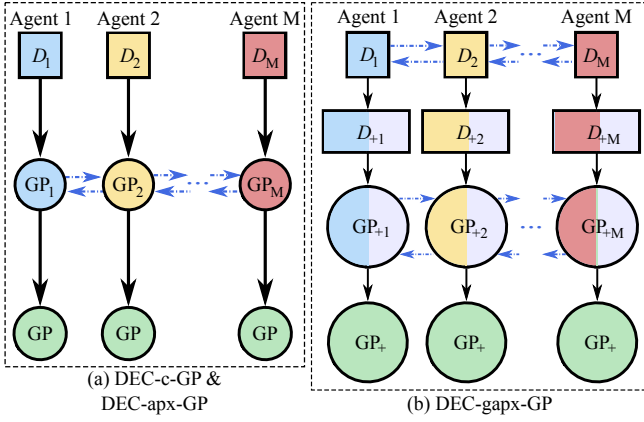 Agent 1 Agent 2 Agent M
D1 D2 DM
GP1 GP2 ... GPM
GP GP GP
(a) DEC-c-GP &
DEC-apx-GP
Agent 1 Agent 2 Agent M
D1 D2 ... DM
D+1 D+2 D+M
GP+1 GP+2 ... GP+M
GP+ GP+ GP+
(b) DEC-gapx-GP